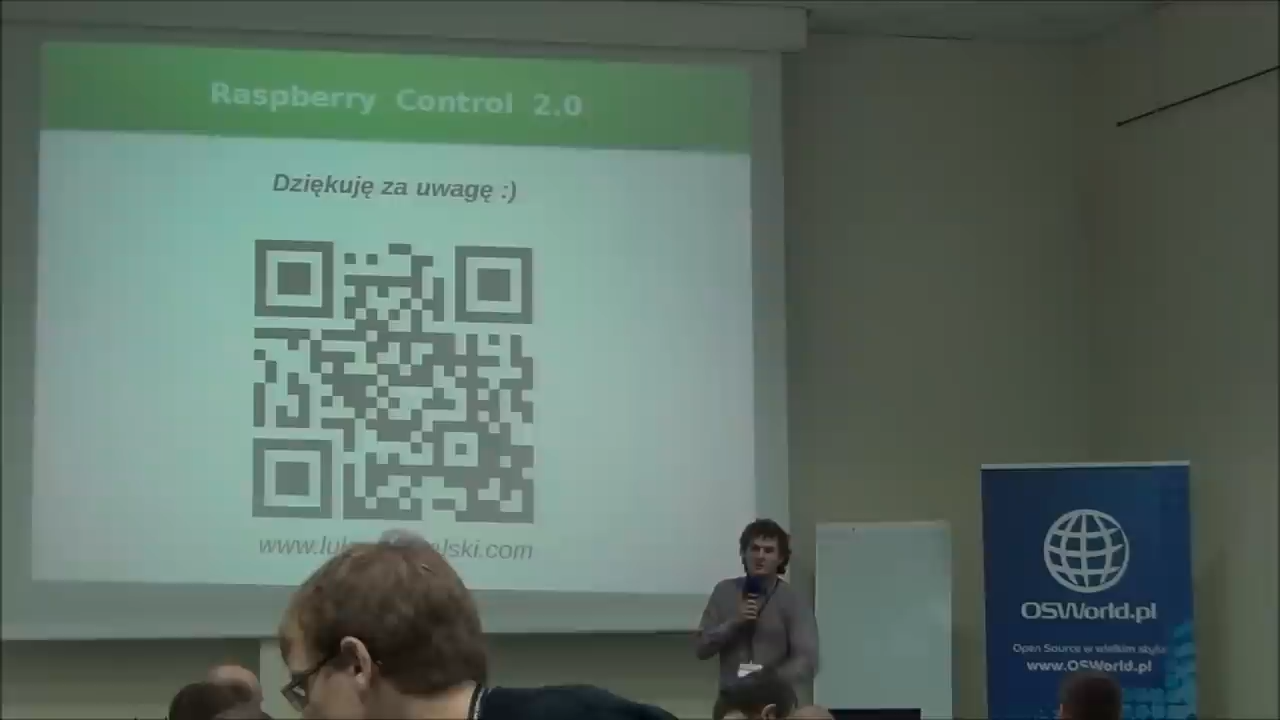 Raspberry Control 2.0
Dziękuję za uwagę :)
OSWorld.pl
Open Source w wielkim stylu
www.OSWorld.pl